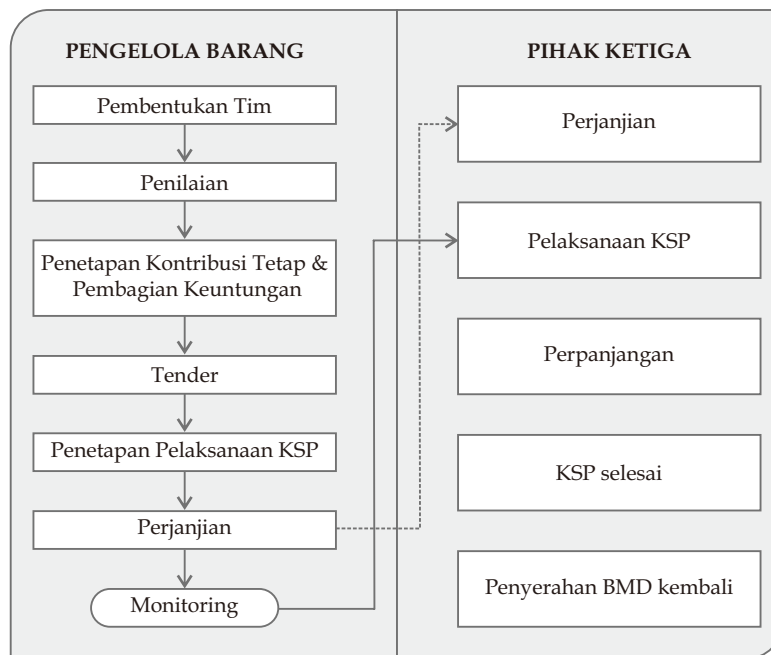 PENGELOLA BARANG
Pembentukan Tim
Penilaian
Penetapan Kontribusi Tetap &
Pembagian Keuntungan
Tender
Penetapan Pelaksanaan KSP
Perjanjian
Monitoring
PIHAK KETIGA
Perjanjian
Pelaksanaan KSP
Perpanjangan
KSP selesai
Penyerahan BMD kembali